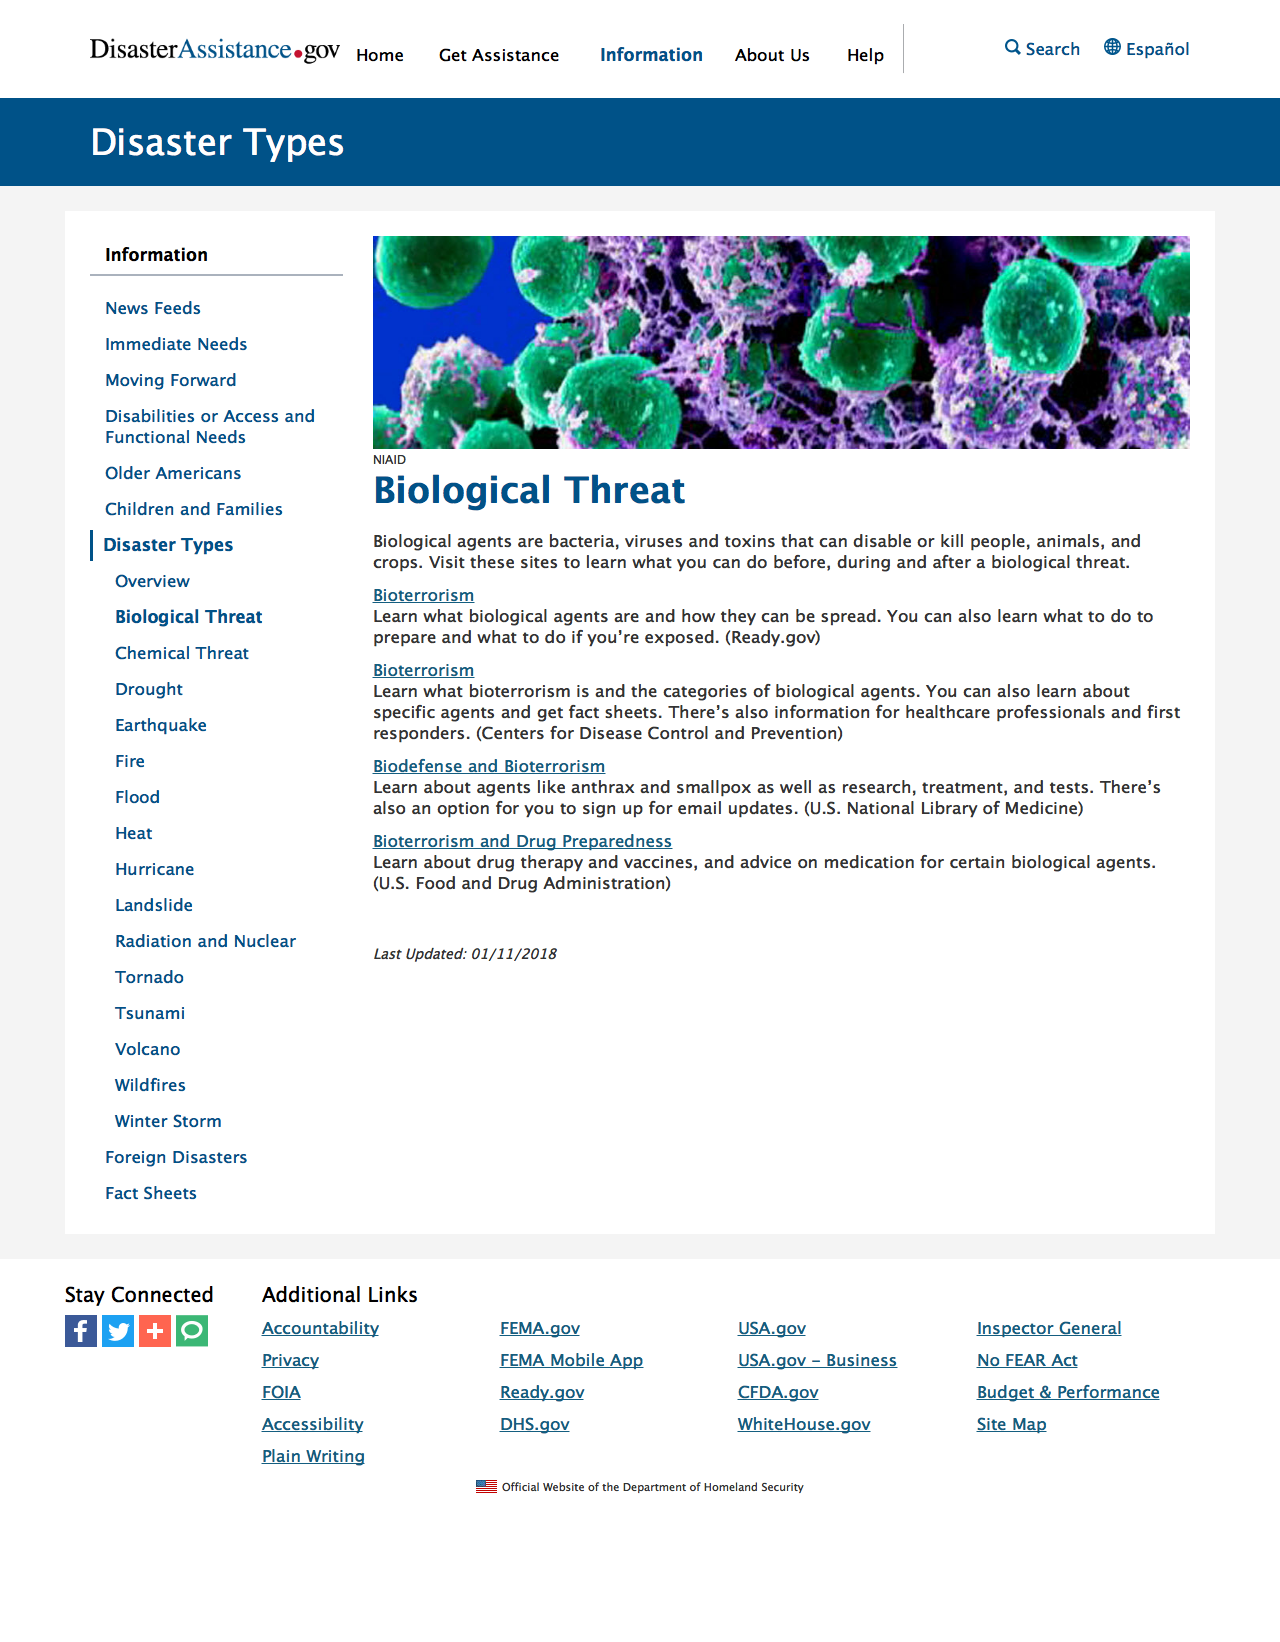 DisasterAssistance.gov
Home
Get Assistance
Information
About Us
Help
Search
Español
Disaster Types
Information
News Feeds
Immediate Needs
Moving Forward
Disabilities or Access and
Functional Needs
Older Americans
Children and Families
Disaster Types
Overview
Biological Threat
Chemical Threat
Drought
Earthquake
Fire
Flood
Heat
Hurricane
Landslide
Radiation and Nuclear
Tornado
Tsunami
Volcano
Wildfires
Winter Storm
Foreign Disasters
Fact Sheets
NIAID
Biological Threat
Biological agents are bacteria, viruses and toxins that can disable or kill people, animals, and
crops. Visit these sites to learn what you can do before, during and after a biological threat.
Bioterrorism
Learn what biological agents are and how they can be spread. You can also learn what to do to
prepare and what to do if you’re exposed. (Ready.gov)
Bioterrorism
Learn what bioterrorism is and the categories of biological agents. You can also learn about
specific agents and get fact sheets. There’s also information for healthcare professionals and first
responders. (Centers for Disease Control and Prevention)
Biodefense and Bioterrorism
Learn about agents like anthrax and smallpox as well as research, treatment, and tests. There’s
also an option for you to sign up for email updates. (U.S. National Library of Medicine)
Bioterrorism and Drug Preparedness
Learn about drug therapy and vaccines, and advice on medication for certain biological agents.
(U.S. Food and Drug Administration)
Last Updated: 01/11/2018
Stay Connected
Additional Links
Accountability
Privacy
FOIA
Accessibility
Plain Writing
FEMA.gov
FEMA Mobile App
Ready.gov
DHS.gov
USA.gov
USA.gov – Business
CFDA.gov
WhiteHouse.gov
Inspector General
No FEAR Act
Budget & Performance
Site Map
Official Website of the Department of Homeland Security